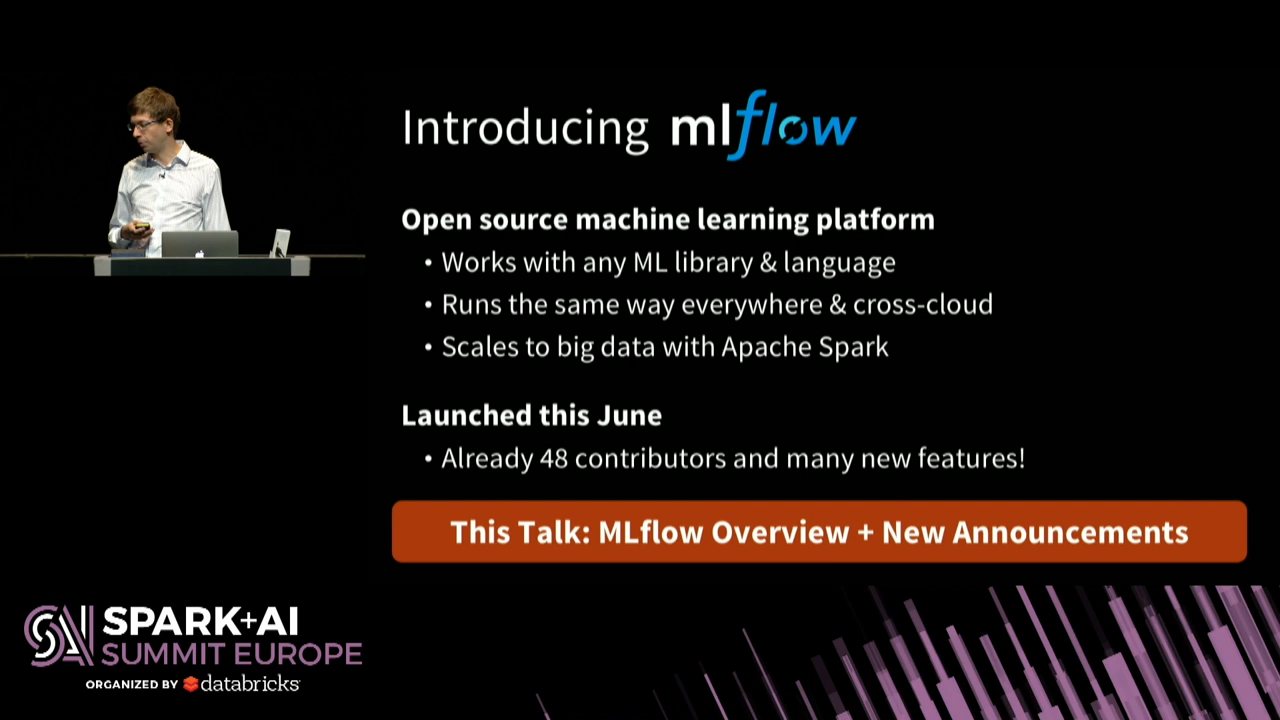 Introducing mlflow
Open source machine learning platform
• Works with any ML library & language
• Runs the same way everywhere & cross-cloud
• Scales to big data with Apache Spark
Launched this June
• Already 48 contributors and many new features!
This Talk: MLflow Overview + New Announcements
SAI SPARK+AI
SUMMIT EUROPE
ORGANIZED BY databricks